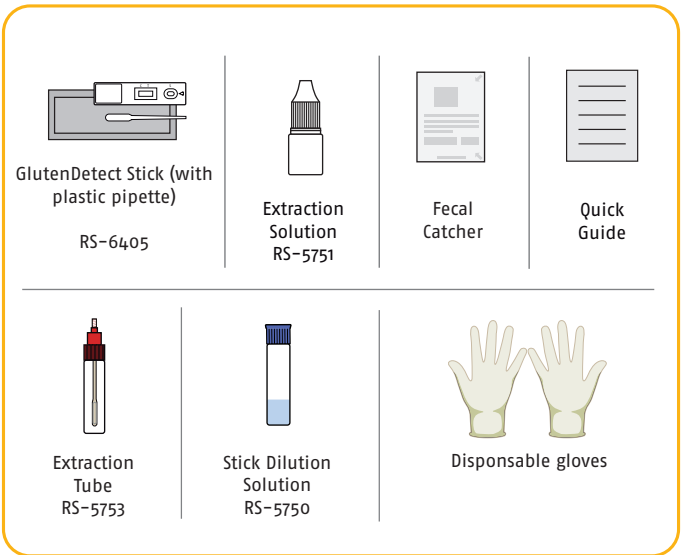 GlutenDetect Stick (with
plastic pipette)
RS-6405
Extraction
Solution
RS-5751
Fecal
Catcher
Quick
Guide
Extraction
Tube
RS-5753
Stick Dilution
Solution
RS-5750
Disponsable gloves